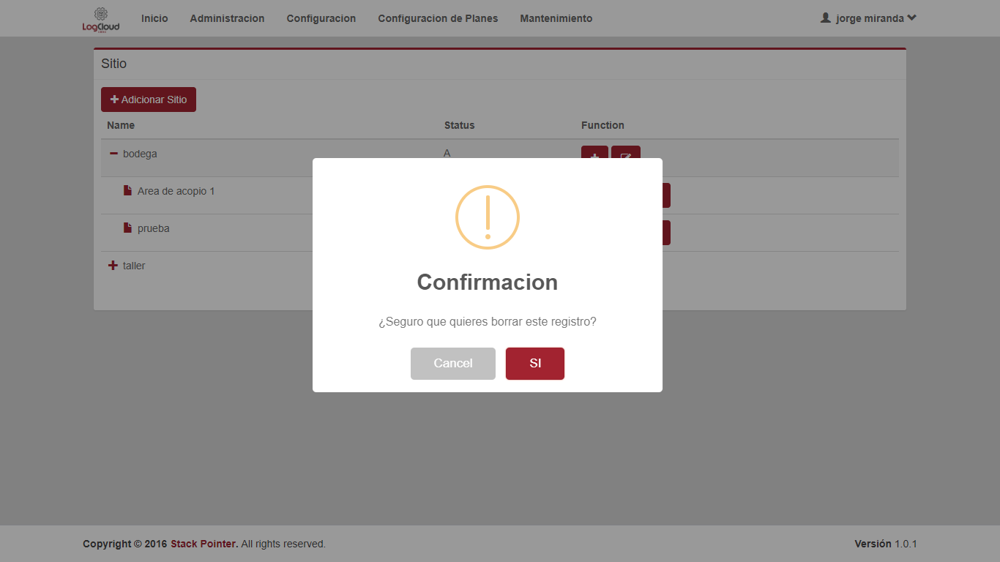 LogCloud
Inicio Administracion Configuracion Configuracion de Planes Mantenimiento jorge miranda
Sitio
Adicionar Sitio
Name Status Function
bodega A
Area de acopio 1
prueba
taller
Confirmacion
¿Seguro que quieres borrar este registro?
Cancel SI
Copyright © 2016 Stack Pointer. All rights reserved. Versión 1.0.1